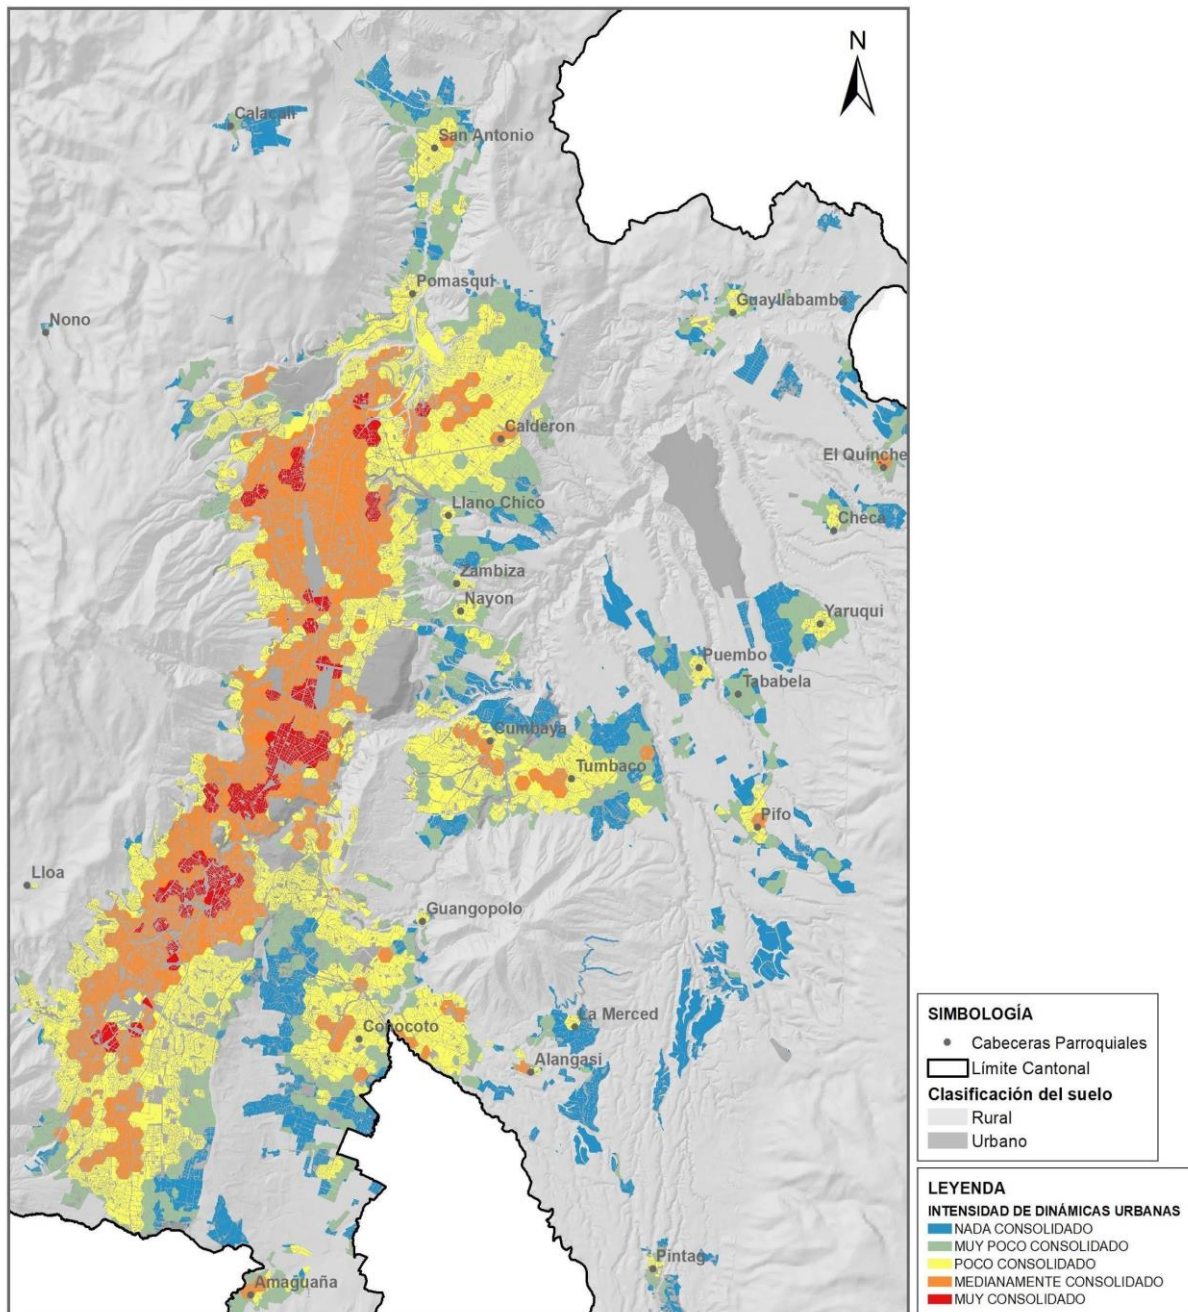 N
Calacali
San Antonio
Pomasqui
Nono
Guayllabamba
Calderon
El Quinche
Llano Chico
Checa
Zambiza
Nayon
Yaruqui
Puembo
Tababela
Cumbaya
Tumbaco
Pifo
Lloa
Guangopolo
La Merced
Conocoto
Alangasi
Pintag
Amaguaña
SIMBOLOGÍA
Cabeceras Parroquiales
Límite Cantonal
Clasificación del suelo
Rural
Urbano
LEYENDA
INTENSIDAD DE DINÁMICAS URBANAS
NADA CONSOLIDADO
MUY POCO CONSOLIDADO
POCO CONSOLIDADO
MEDIANAMENTE CONSOLIDADO
MUY CONSOLIDADO